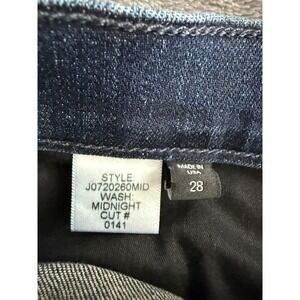 STYLE
J0720260MID
WASH:
MIDNIGHT
CUT #
0141
MADE IN
USA
28